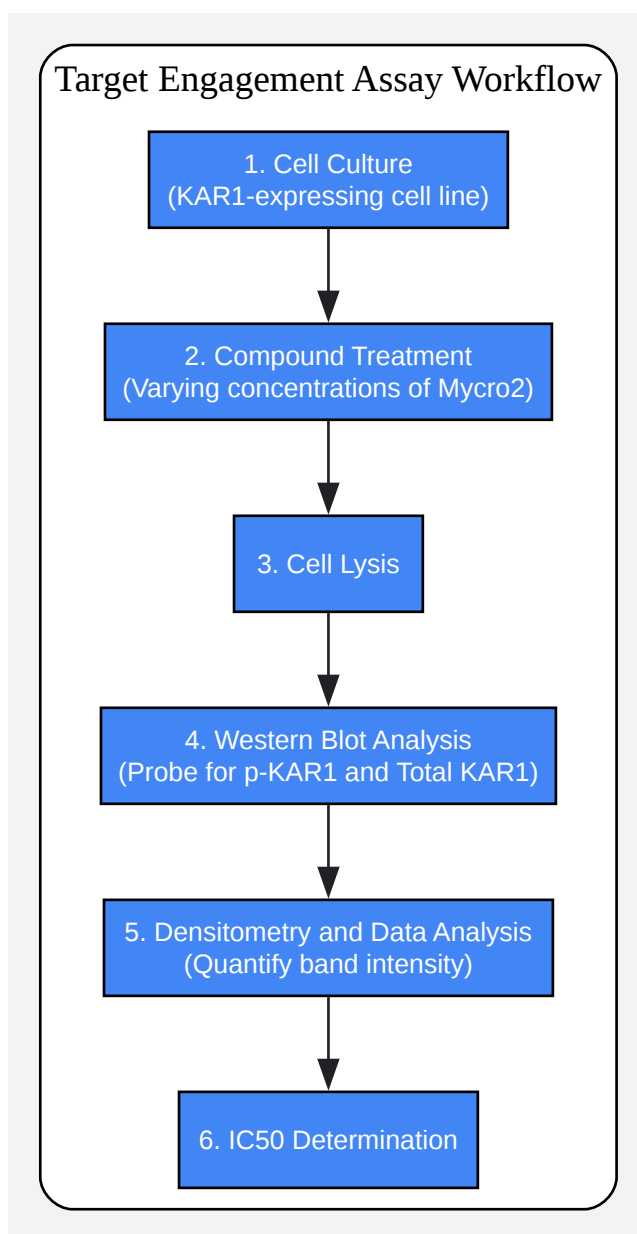 Target Engagement Assay Workflow
1. Cell Culture
(KAR1-expressing cell line)
2. Compound Treatment
(Varying concentrations of Mycro2)
3. Cell Lysis
4. Western Blot Analysis
(Probe for p-KAR1 and Total KAR1)
5. Densitometry and Data Analysis
(Quantify band intensity)
6. IC50 Determination